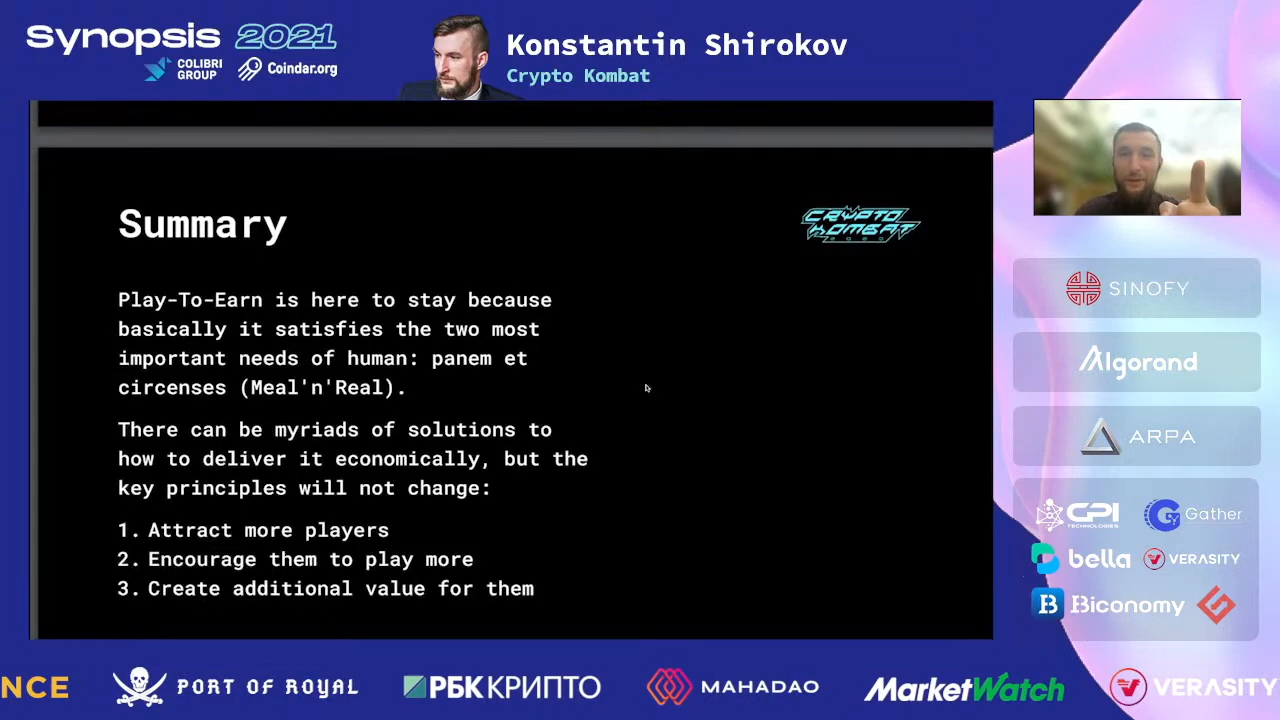 Synopsis 2021
COLIBRI GROUP
Coindar.org
Konstantin Shirokov
Crypto Kombat
Summary
CRYPTO KOMBAT
Play-To-Earn is here to stay because
basically it satisfies the two most
important needs of human: panem et
circenses (Meal'n'Real).
There can be myriads of solutions to
how to deliver it economically, but the
key principles will not change:
1. Attract more players
2. Encourage them to play more
3. Create additional value for them
SINOFY
Algorand
ARPA
CPI TECHNOLOGIES
Gather
bella
VERASITY
Biconomy
NCE
PORT OF ROYAL
РБК КРИПТО
MAHADAO
MarketWatch
VERASITY